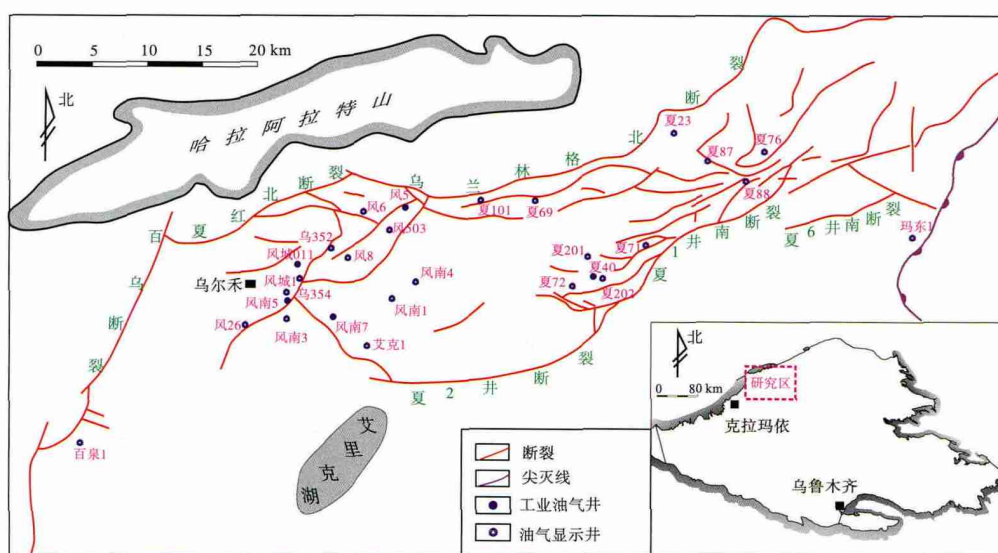 0 5 10 15 20 km
北
哈拉阿拉特山
乌兰林格北断裂
夏红北断裂
百乌断裂
夏23
夏87
夏76
夏88
夏101
夏69
风5
风6
风503
乌352
风8
风城011
风城1
乌尔禾
乌354
风南5
风南4
风南1
风26
风南3
风南7
艾克1
夏201
夏71
夏40
夏72
夏202
夏1井南断裂
夏6井南断裂
玛东1
夏2井断裂
百泉1
艾里克湖
断裂
尖灭线
工业油气井
油气显示井
北
0 80 km
研究区
克拉玛依
乌鲁木齐